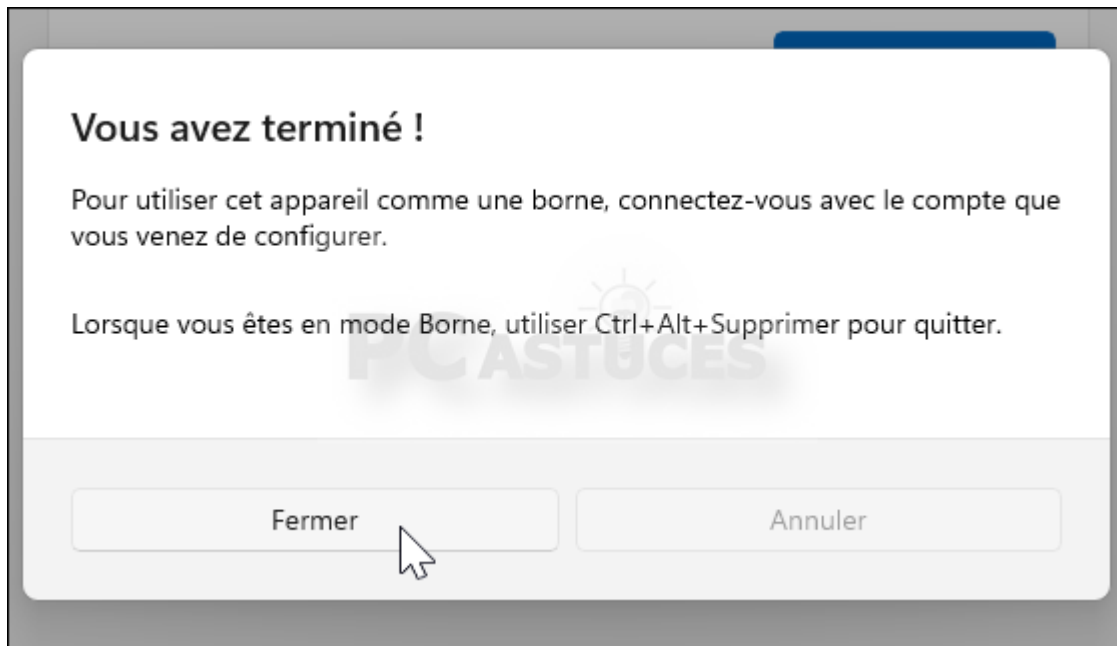 Vous avez terminé !
Pour utiliser cet appareil comme une borne, connectez-vous avec le compte que
vous venez de configurer.
Lorsque vous êtes en mode Borne, utiliser Ctrl+Alt+Supprimer pour quitter.
PC ASTUCES
Fermer
Annuler